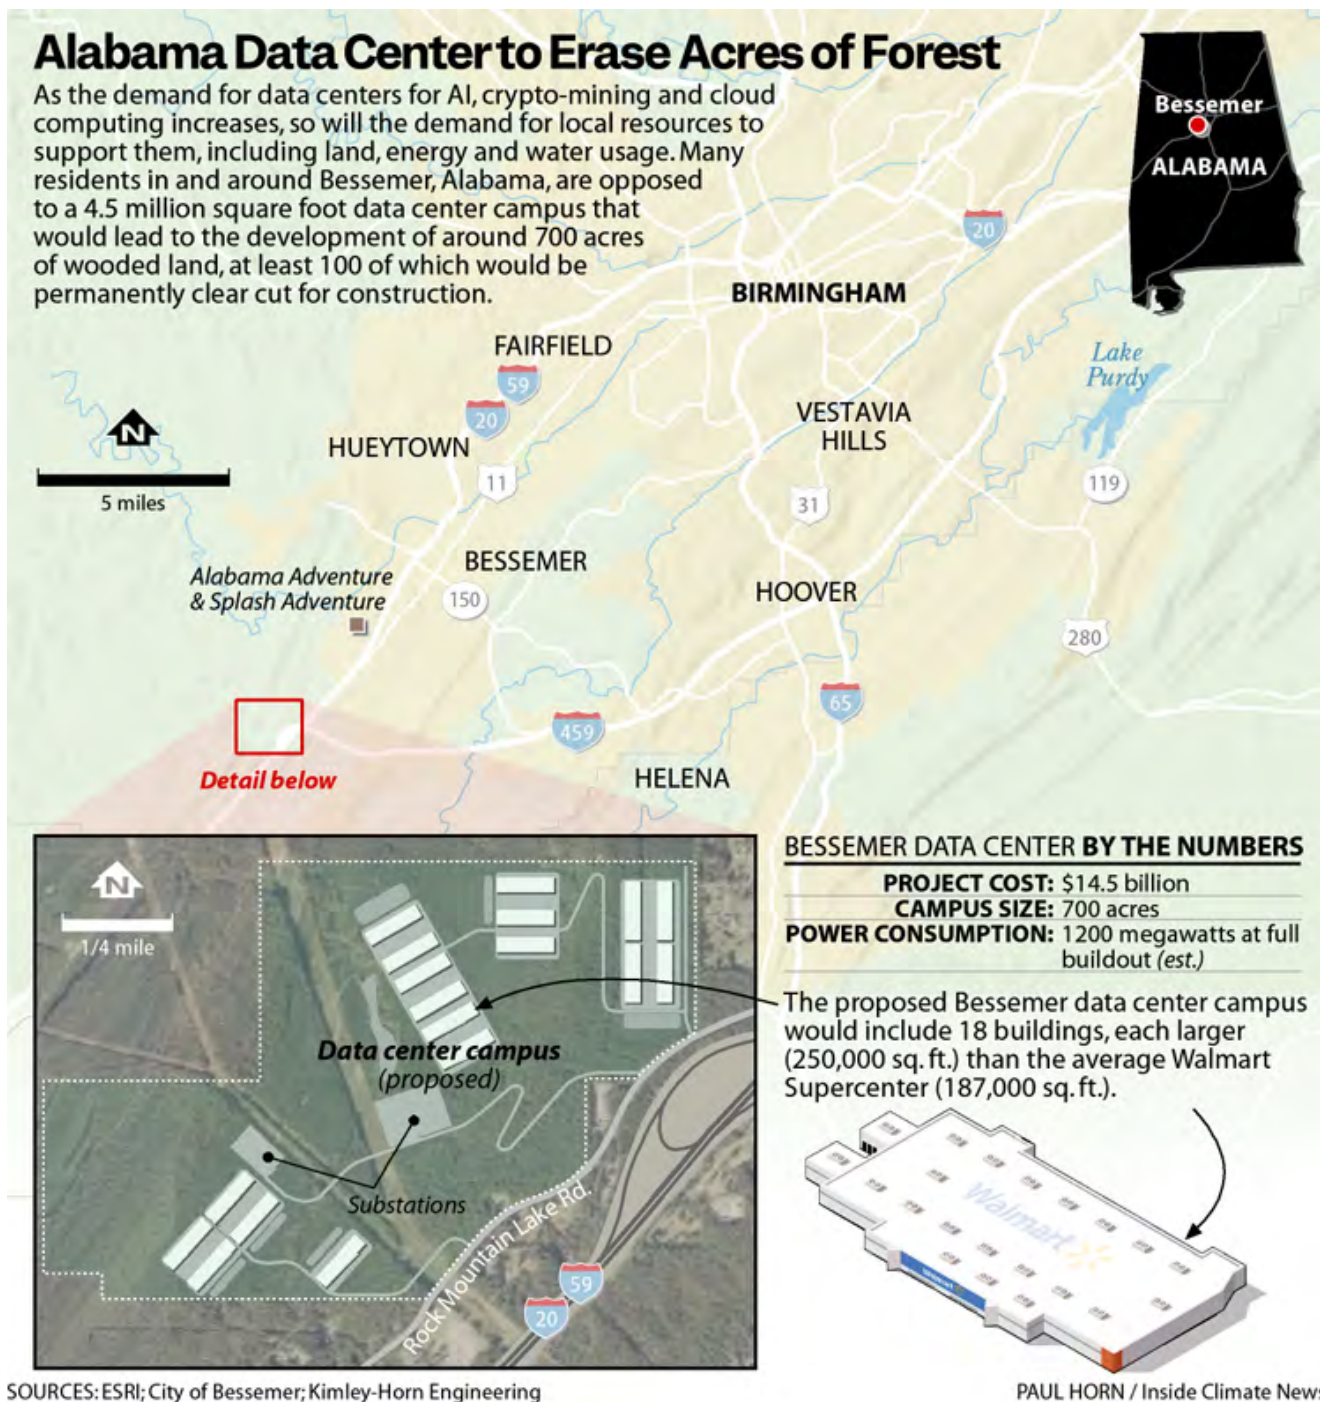 Alabama Data Center to Erase Acres of Forest
As the demand for data centers for AI, crypto-mining and cloud
computing increases, so will the demand for local resources to
support them, including land, energy and water usage. Many
residents in and around Bessemer, Alabama, are opposed
to a 4.5 million square foot data center campus that
would lead to the development of around 700 acres
of wooded land, at least 100 of which would be
permanently clear cut for construction.
Bessemer
ALABAMA
20
BIRMINGHAM
FAIRFIELD
59
20
Lake
Purdy
N
5 miles
HUEYTOWN
VESTAVIA
HILLS
11
31
119
Alabama Adventure
& Splash Adventure
BESSEMER
150
HOOVER
280
65
459
Detail below
HELENA
N
1/4 mile
Data center campus
(proposed)
Substations
Rock Mountain Lake Rd.
59
20
BESSEMER DATA CENTER BY THE NUMBERS
PROJECT COST: $14.5 billion
CAMPUS SIZE: 700 acres
POWER CONSUMPTION: 1200 megawatts at full
buildout (est.)
The proposed Bessemer data center campus
would include 18 buildings, each larger
(250,000 sq. ft.) than the average Walmart
Supercenter (187,000 sq. ft.).
Walmart
SOURCES: ESRI; City of Bessemer; Kimley-Horn Engineering
PAUL HORN / Inside Climate News